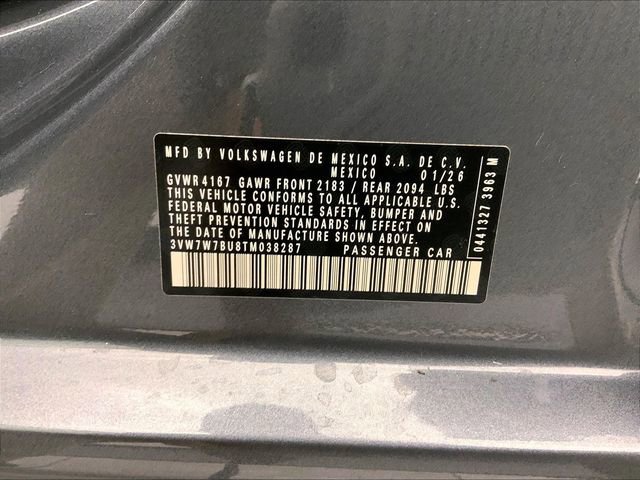 MFD BY VOLKSWAGEN DE MEXICO S.A. DE C.V.
MEXICO 01/26
GVWR 4167 GAWR FRONT 2183 / REAR 2094 LBS
THIS VEHICLE CONFORMS TO ALL APPLICABLE U.S.
FEDERAL MOTOR VEHICLE SAFETY, BUMPER AND
THEFT PREVENTION STANDARDS IN EFFECT ON
THE DATE OF MANUFACTURE SHOWN ABOVE.
3VW7W7BU8TM038287 PASSENGER CAR
0441327 3983 M